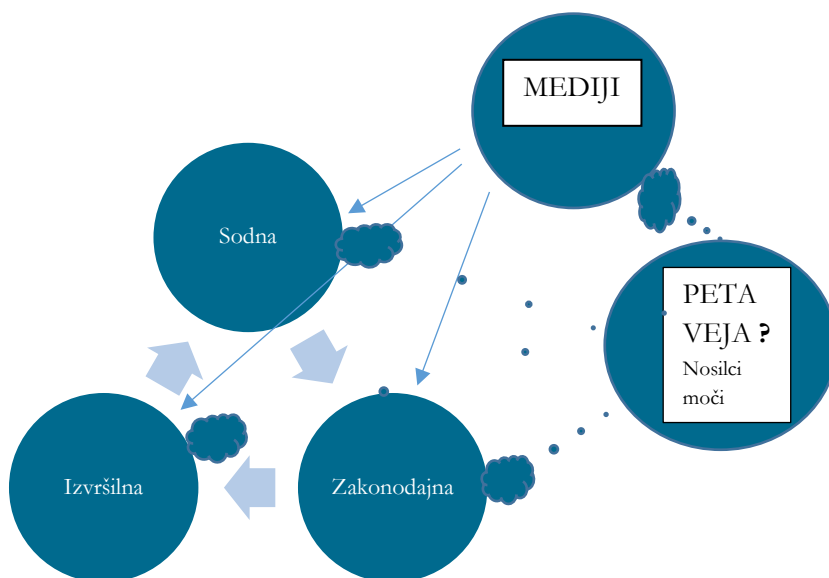 MEDIJI
Sodna
PETA
VEJA ?
Nosilci
moči
Izvršilna
Zakonodajna